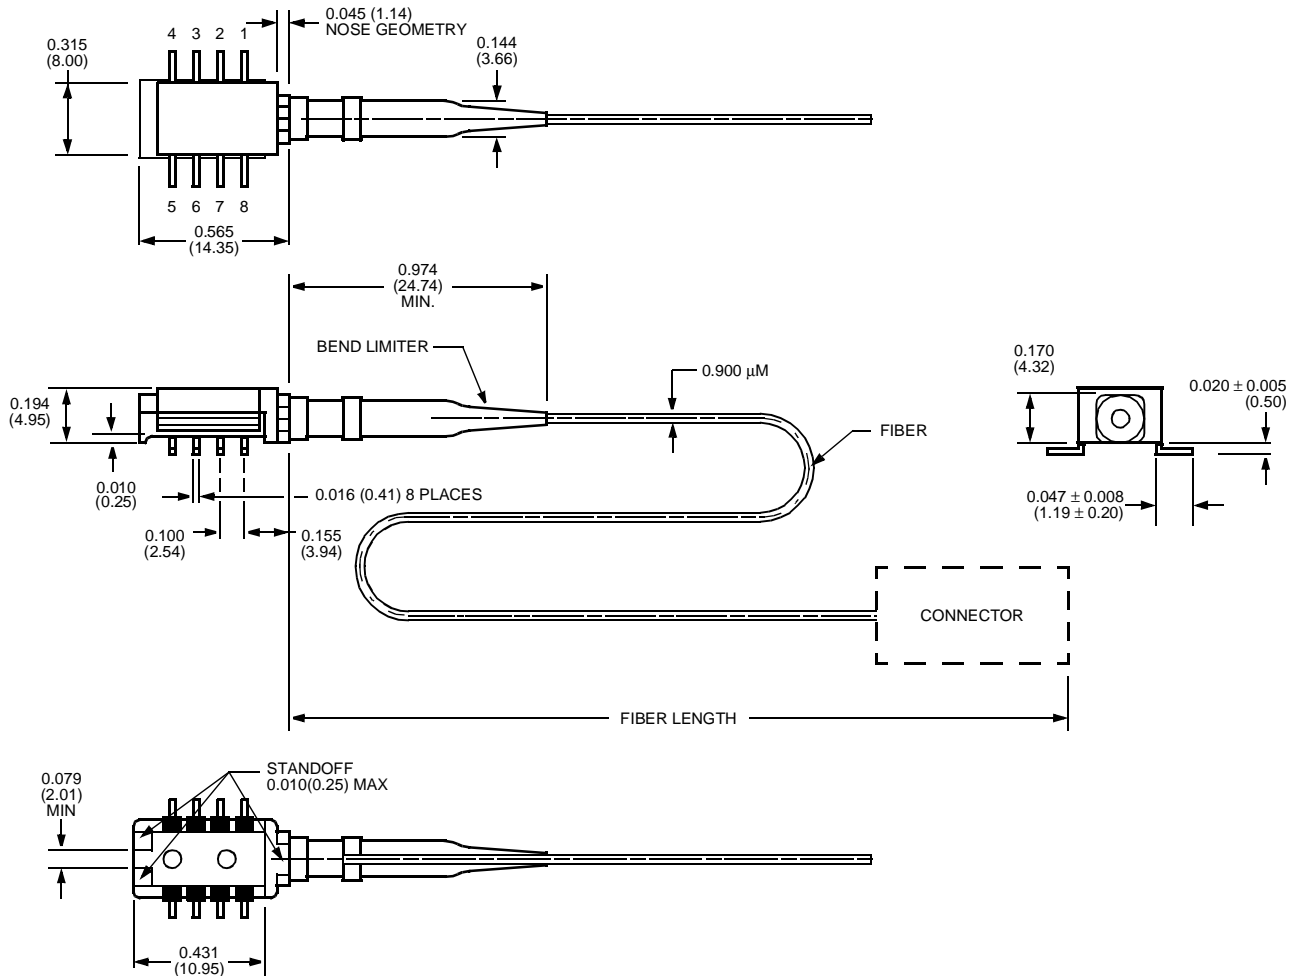 0.045 (1.14)
NOSE GEOMETRY
4 3 2 1
0.315
(8.00)
0.144
(3.66)
5 6 7 8
0.565
(14.35)
0.974
(24.74)
MIN.
BEND LIMITER
0.900 μM
0.170
(4.32)
0.020 ± 0.005
(0.50)
0.194
(4.95)
FIBER
0.010
(0.25)
0.016 (0.41) 8 PLACES
0.047 ± 0.008
(1.19 ± 0.20)
0.100
(2.54)
0.155
(3.94)
CONNECTOR
FIBER LENGTH
STANDOFF
0.010(0.25) MAX
0.079
(2.01)
MIN
0.431
(10.95)